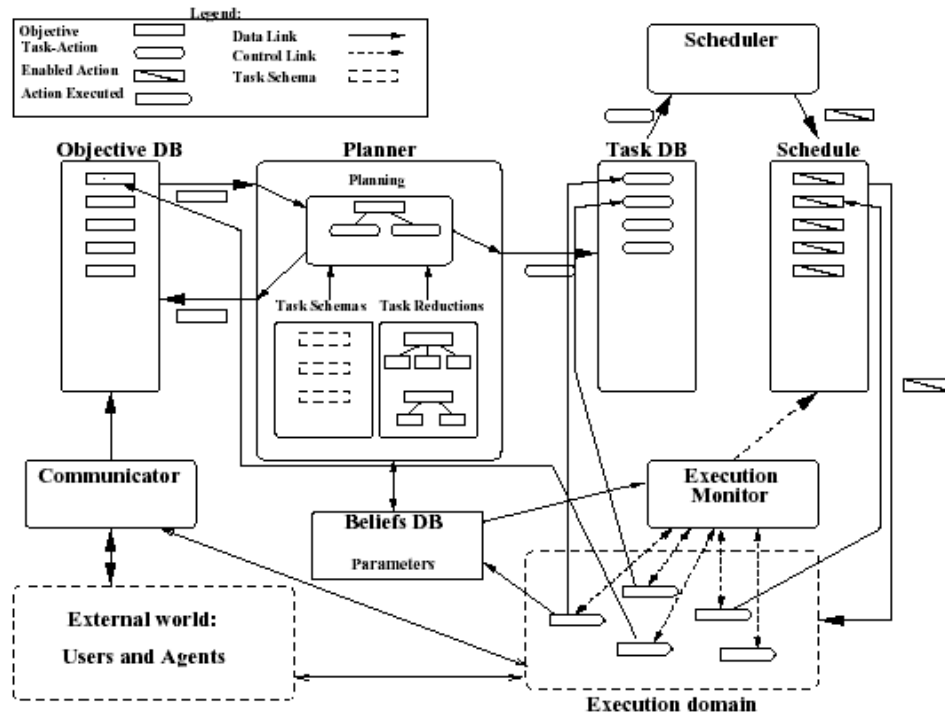 Legend:
Objective
Task-Action
Enabled Action
Action Executed
Data Link
Control Link
Task Schema
Scheduler
Objective DB
Planner
Task DB
Schedule
Planning
Task Schemas
Task Reductions
Communicator
Execution
Monitor
Beliefs DB
Parameters
External world:
Users and Agents
Execution domain